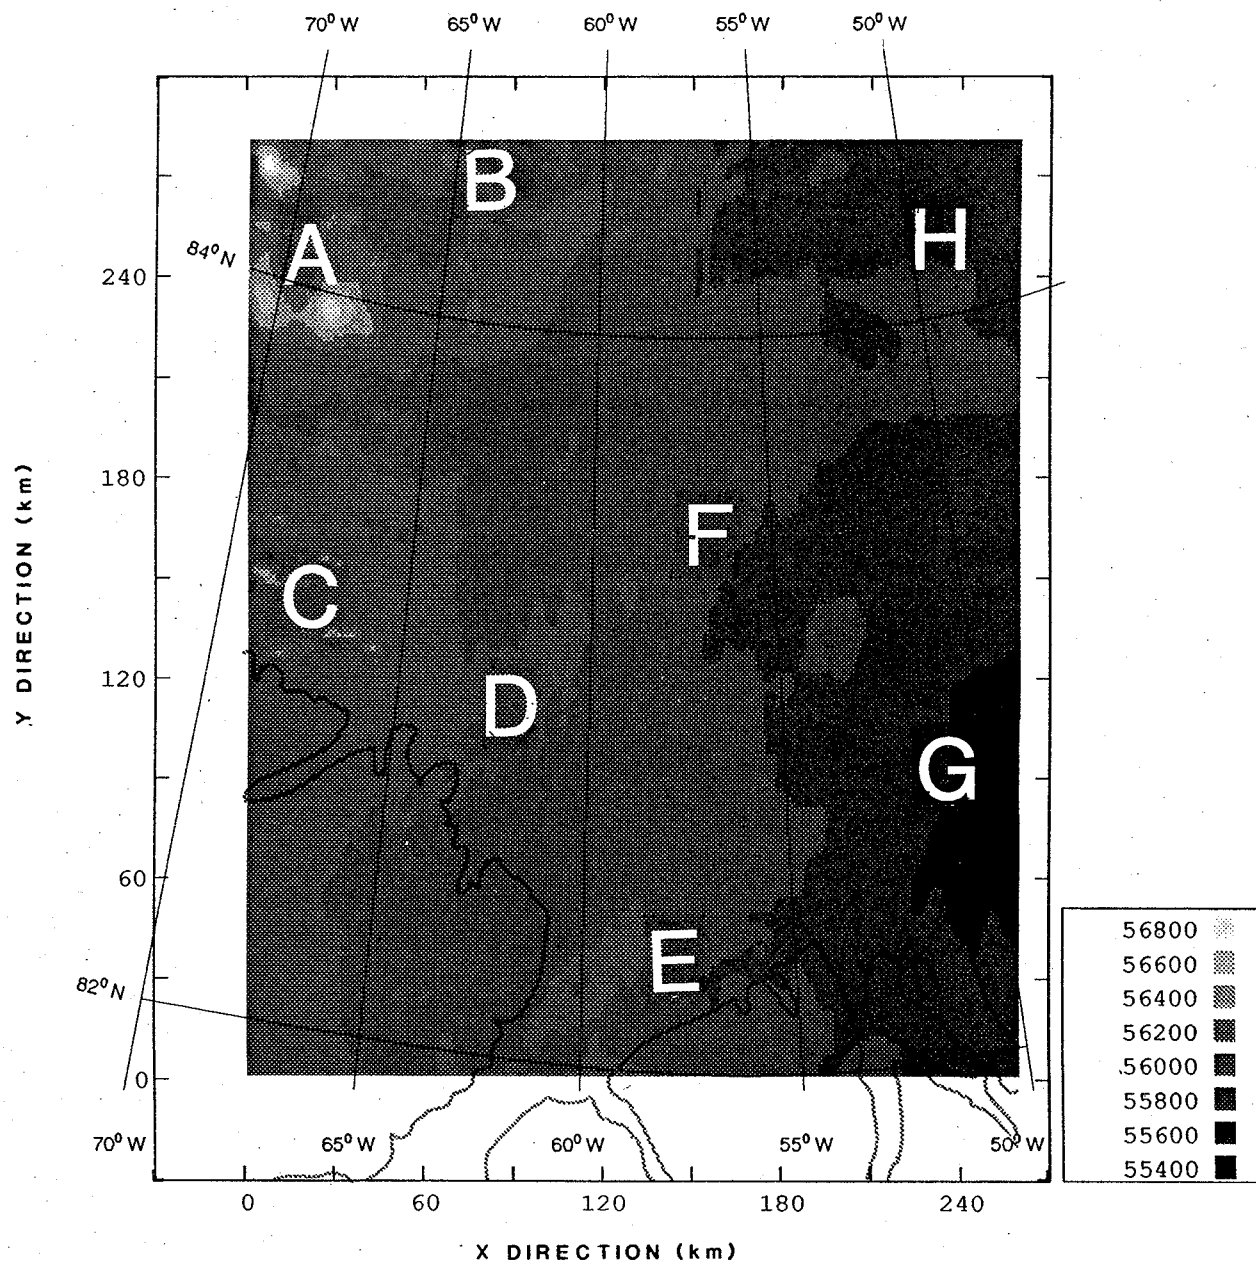 70° W 65° W 60° W 55° W 50° W
B
H
A
84° N
240
180
F
C
120
D
G
60
E
82° N
0
70° W 65° W 60° W 55° W 50° W
0 60 120 180 240
X DIRECTION (km)
Y DIRECTION (km)
56800
56600
56400
56200
56000
55800
55600
55400